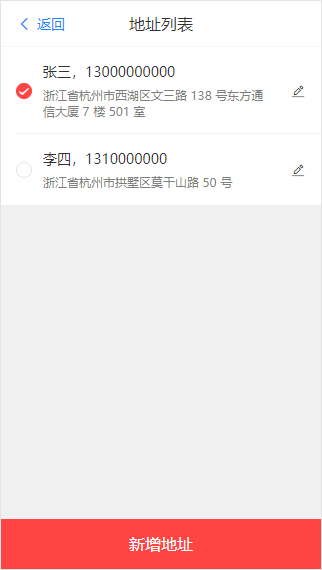 返回
地址列表
张三，13000000000
浙江省杭州市西湖区文三路 138 号东方通
信大厦 7 楼 501 室
李四，1310000000
浙江省杭州市拱墅区莫干山路 50 号
新增地址